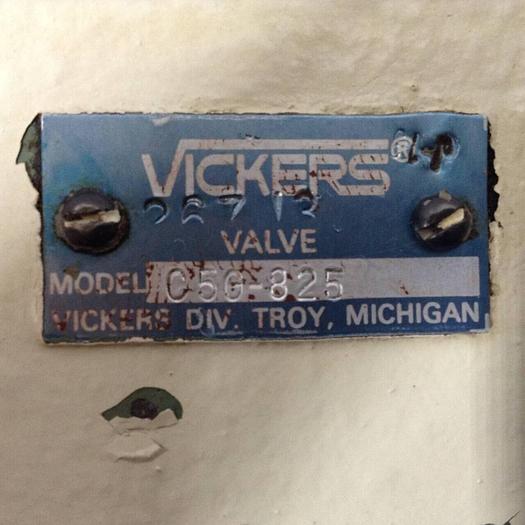 VICKERS®
VALVE
MODEL C5G-825
VICKERS DIV. TROY, MICHIGAN